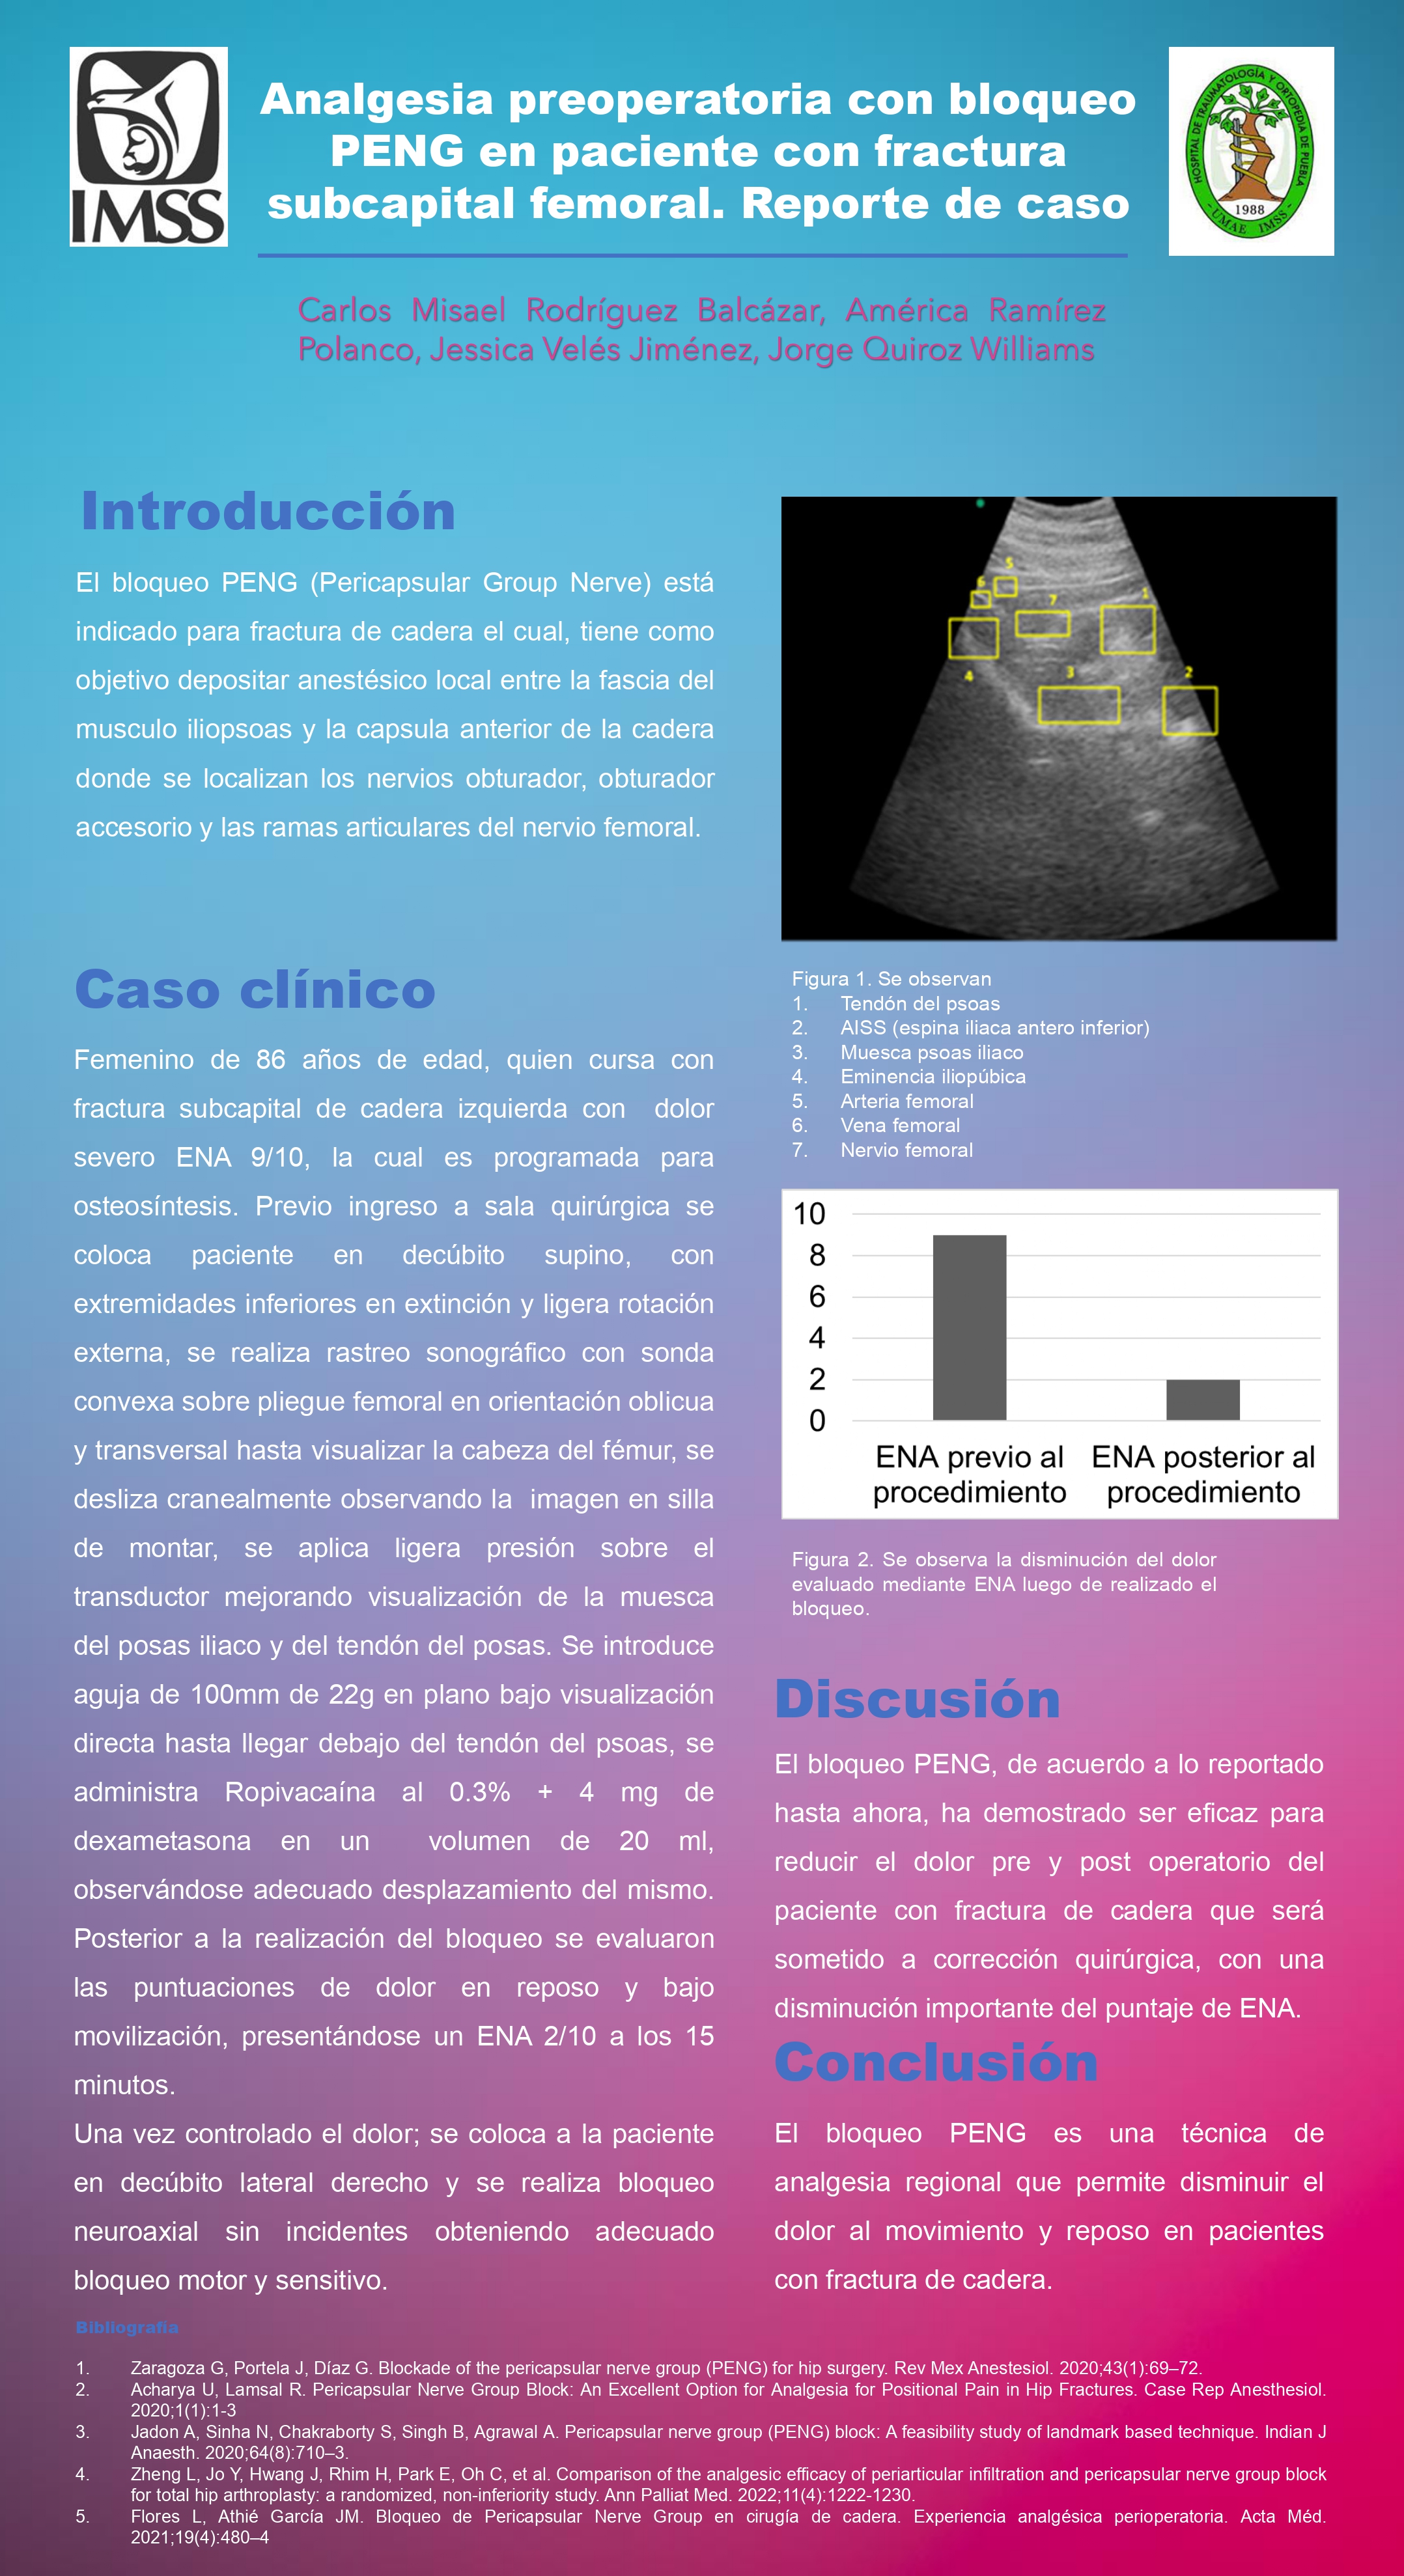 IMSS
Analgesia preoperatoria con bloqueo
PENG en paciente con fractura
subcapital femoral. Reporte de caso
HOSPITAL DE TRAUMATOLOGÍA Y ORTOPEDIA DE PUEBLA
1988
- UMAE IMSS -
Carlos Misael Rodríguez Balcázar, América Ramírez
Polanco, Jessica Velés Jiménez, Jorge Quiroz Williams
Introducción
El bloqueo PENG (Pericapsular Group Nerve) está
indicado para fractura de cadera el cual, tiene como
objetivo depositar anestésico local entre la fascia del
musculo iliopsoas y la capsula anterior de la cadera
donde se localizan los nervios obturador, obturador
accesorio y las ramas articulares del nervio femoral.
Caso clínico
Femenino de 86 años de edad, quien cursa con
fractura subcapital de cadera izquierda con dolor
severo ENA 9/10, la cual es programada para
osteosíntesis. Previo ingreso a sala quirúrgica se
coloca paciente en decúbito supino, con
extremidades inferiores en extinción y ligera rotación
externa, se realiza rastreo sonográfico con sonda
convexa sobre pliegue femoral en orientación oblicua
y transversal hasta visualizar la cabeza del fémur, se
desliza cranealmente observando la imagen en silla
de montar, se aplica ligera presión sobre el
transductor mejorando visualización de la muesca
del posas iliaco y del tendón del posas. Se introduce
aguja de 100mm de 22g en plano bajo visualización
directa hasta llegar debajo del tendón del psoas, se
administra Ropivacaína al 0.3% + 4 mg de
dexametasona en un volumen de 20 ml,
observándose adecuado desplazamiento del mismo.
Posterior a la realización del bloqueo se evaluaron
las puntuaciones de dolor en reposo y bajo
movilización, presentándose un ENA 2/10 a los 15
minutos.
Una vez controlado el dolor; se coloca a la paciente
en decúbito lateral derecho y se realiza bloqueo
neuroaxial sin incidentes obteniendo adecuado
bloqueo motor y sensitivo.
5
6
7
1
4
3
2
Figura 1. Se observan
1. Tendón del psoas
2. AISS (espina iliaca antero inferior)
3. Muesca psoas iliaco
4. Eminencia iliopúbica
5. Arteria femoral
6. Vena femoral
7. Nervio femoral
10
8
6
4
2
0
ENA previo al procedimiento
ENA posterior al procedimiento
Figura 2. Se observa la disminución del dolor
evaluado mediante ENA luego de realizado el
bloqueo.
Discusión
El bloqueo PENG, de acuerdo a lo reportado
hasta ahora, ha demostrado ser eficaz para
reducir el dolor pre y post operatorio del
paciente con fractura de cadera que será
sometido a corrección quirúrgica, con una
disminución importante del puntaje de ENA.
Conclusión
El bloqueo PENG es una técnica de
analgesia regional que permite disminuir el
dolor al movimiento y reposo en pacientes
con fractura de cadera.
Bibliografía
1. Zaragoza G, Portela J, Díaz G. Blockade of the pericapsular nerve group (PENG) for hip surgery. Rev Mex Anestesiol. 2020;43(1):69–72.
2. Acharya U, Lamsal R. Pericapsular Nerve Group Block: An Excellent Option for Analgesia for Positional Pain in Hip Fractures. Case Rep Anesthesiol.
2020;1(1):1-3
3. Jadon A, Sinha N, Chakraborty S, Singh B, Agrawal A. Pericapsular nerve group (PENG) block: A feasibility study of landmark based technique. Indian J
Anaesth. 2020;64(8):710–3.
4. Zheng L, Jo Y, Hwang J, Rhim H, Park E, Oh C, et al. Comparison of the analgesic efficacy of periarticular infiltration and pericapsular nerve group block
for total hip arthroplasty: a randomized, non-inferiority study. Ann Palliat Med. 2022;11(4):1222-1230.
5. Flores L, Athié García JM. Bloqueo de Pericapsular Nerve Group en cirugía de cadera. Experiencia analgésica perioperatoria. Acta Méd.
2021;19(4):480–4